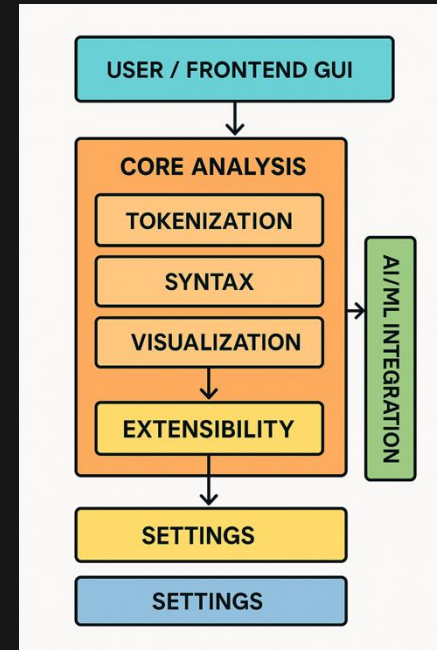 USER / FRONTEND GUI
CORE ANALYSIS
TOKENIZATION
SYNTAX
VISUALIZATION
EXTENSIBILITY
AI/ML INTEGRATION
SETTINGS
SETTINGS